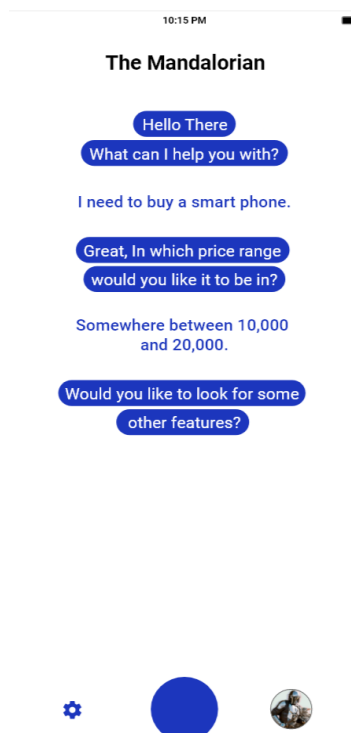 10:15 PM
The Mandalorian
Hello There
What can I help you with?
I need to buy a smart phone.
Great, In which price range
would you like it to be in?
Somewhere between 10,000
and 20,000.
Would you like to look for some
other features?